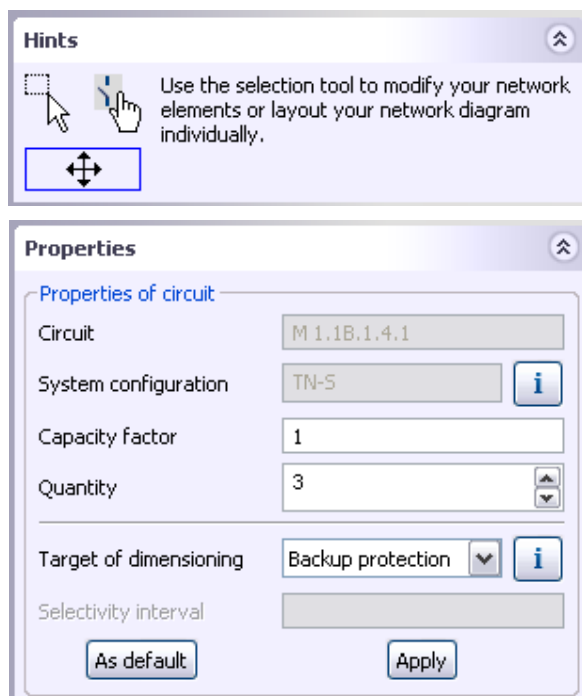 Hints
Use the selection tool to modify your network
elements or layout your network diagram
individually.
Properties
Properties of circuit
Circuit M 1.1B.1.4.1
System configuration TN-S i
Capacity factor 1
Quantity 3
Target of dimensioning Backup protection i
Selectivity interval
As default Apply